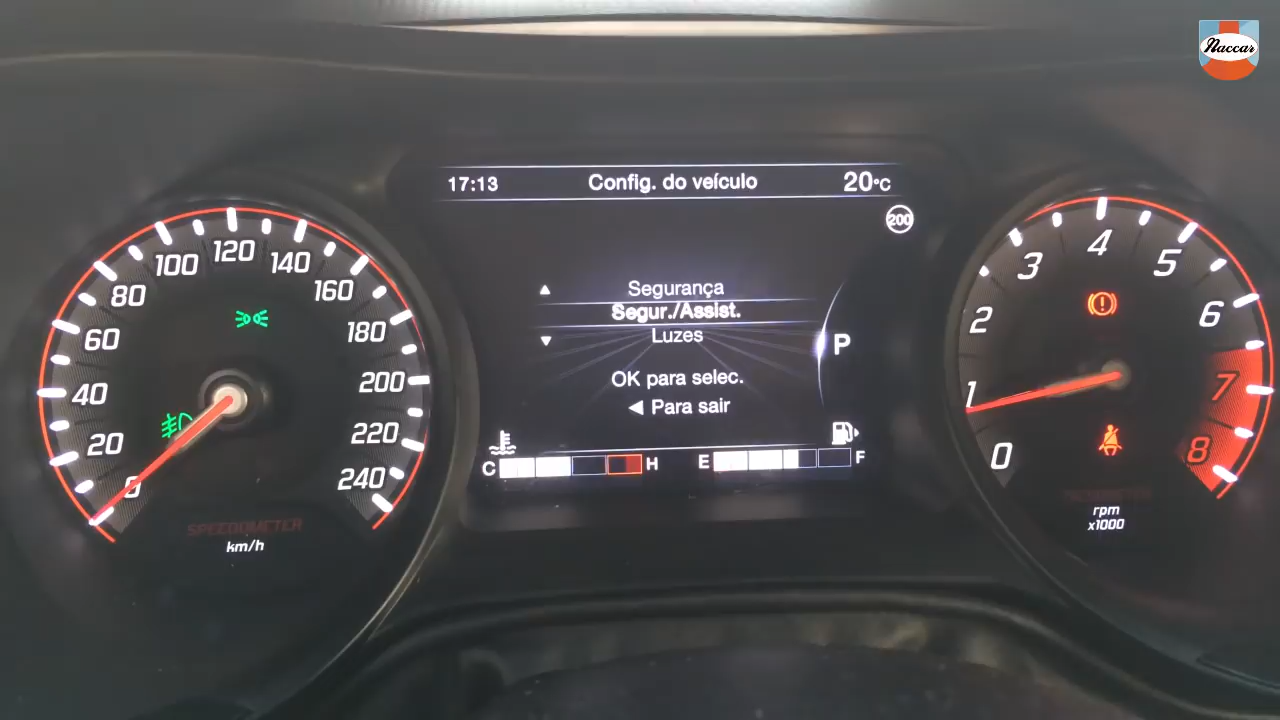 Naccar
17:13 Config. do veículo 20°C
200
Segurança
Segur./Assist.
Luzes
OK para selec.
◀ Para sair
P
C H E F
0 20 40 60 80 100 120 140 160 180 200 220 240
SPEEDOMETER
km/h
0 1 2 3 4 5 6 7 8
rpm
x1000